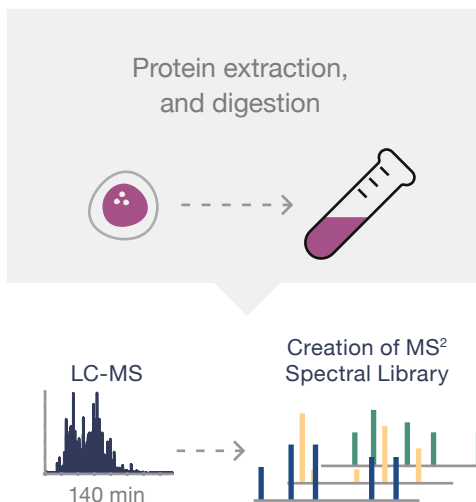 Protein extraction,
and digestion
LC-MS
Creation of MS²
Spectral Library
140 min